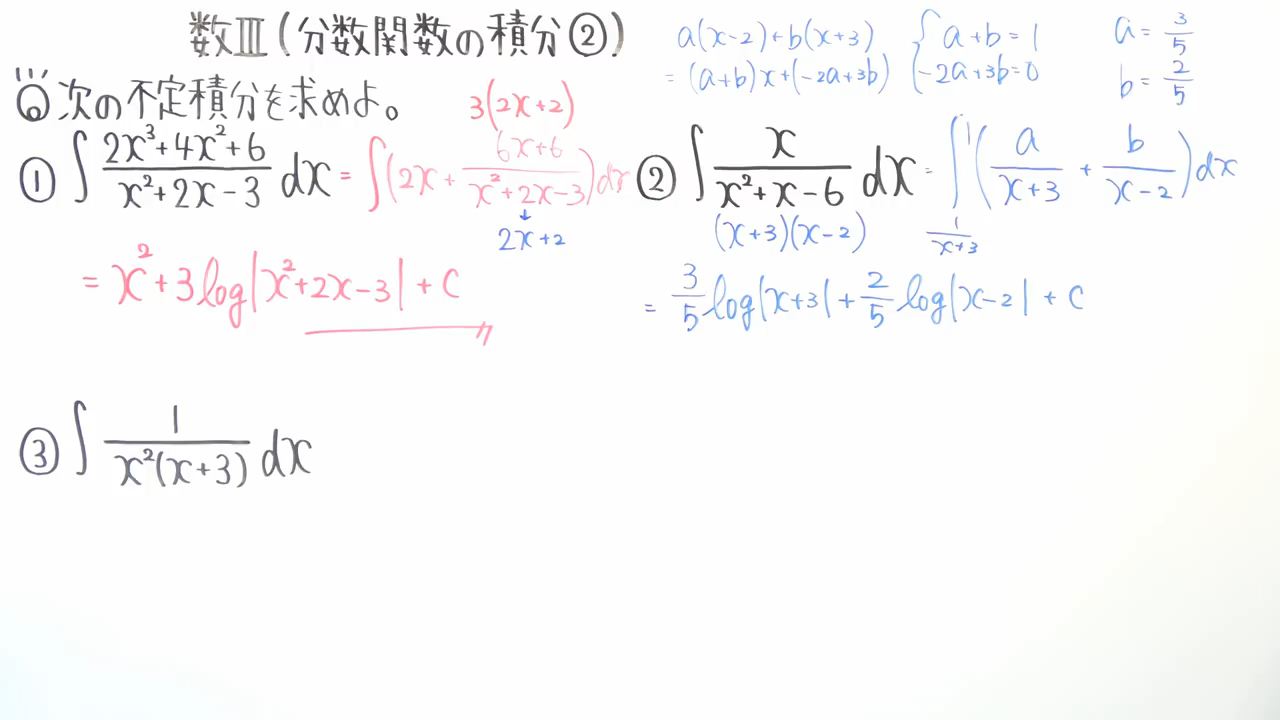 数Ⅲ(分数関数の積分②)
次の不定積分を求めよ。
① ∫ (2x³+4x²+6)/(x²+2x-3) dx = ∫(2x + (6x+6)/(x²+2x-3))dx
3(2x+2)
↓
2x+2
= x²+3log|x²+2x-3|+C
a(x-2)+b(x+3)
= (a+b)x+(-2a+3b)
{ a+b=1
-2a+3b=0
a = 3/5
b = 2/5
② ∫ x/(x²+x-6) dx = ∫(a/(x+3) + b/(x-2))dx
(x+3)(x-2)
1/(x+3)
= 3/5 log|x+3| + 2/5 log|x-2| + C
③ ∫ 1/(x²(x+3)) dx